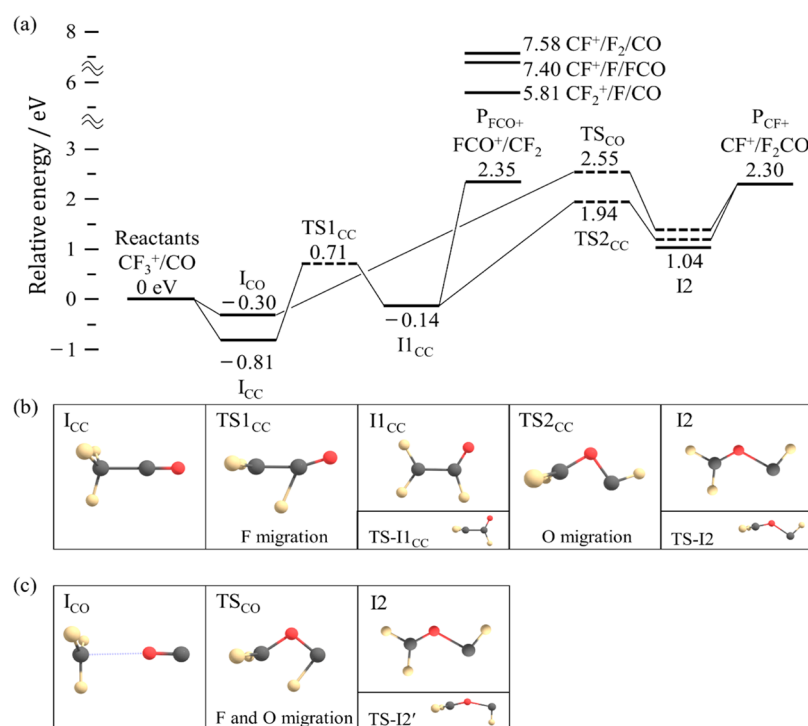 (a)
Relative energy / eV
8
6
3
2
1
0
−1
7.58 CF⁺/F₂/CO
7.40 CF⁺/F/FCO
5.81 CF₂⁺/F/CO
P_FCO+
FCO⁺/CF₂
2.35
TS_CO
2.55
P_CF+
CF⁺/F₂CO
2.30
1.94
TS2_CC
TS1_CC
0.71
Reactants
CF₃⁺/CO
0 eV
I_CO
−0.30
−0.14
I1_CC
1.04
I2
−0.81
I_CC
(b)
I_CC
TS1_CC
F migration
I1_CC
TS-I1_CC
TS2_CC
O migration
I2
TS-I2
(c)
I_CO
TS_CO
F and O migration
I2
TS-I2′